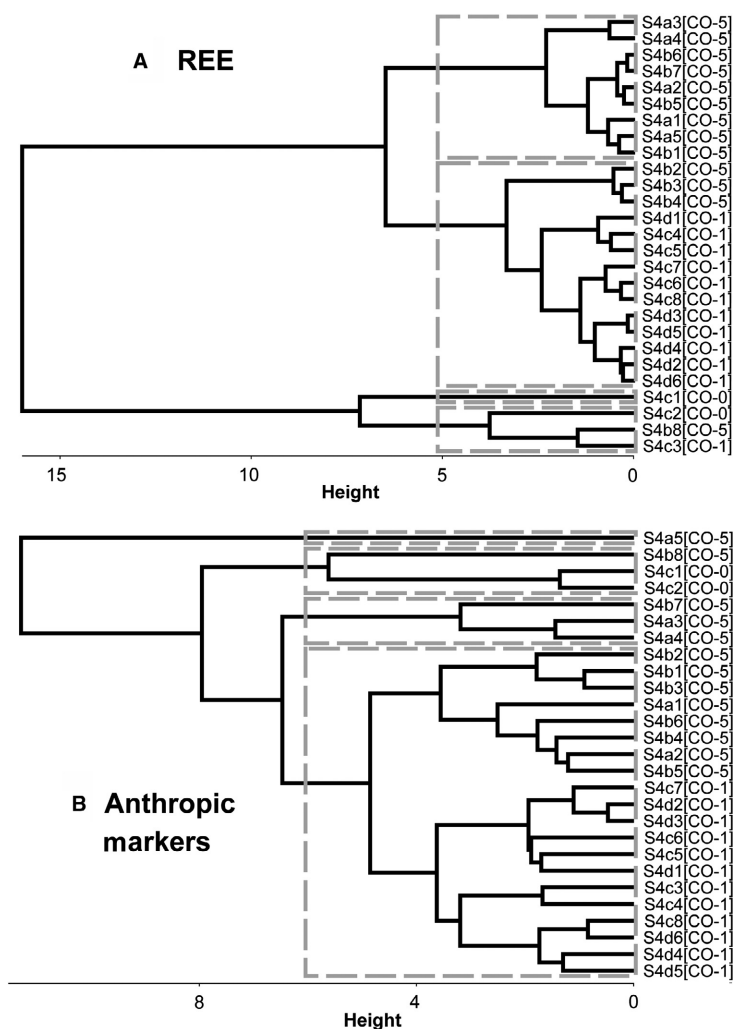 A REE
S4a3[CO-5]
S4a4[CO-5]
S4b6[CO-5]
S4b7[CO-5]
S4a2[CO-5]
S4b5[CO-5]
S4a1[CO-5]
S4a5[CO-5]
S4b1[CO-5]
S4b2[CO-5]
S4b3[CO-5]
S4b4[CO-5]
S4d1[CO-1]
S4c4[CO-1]
S4c5[CO-1]
S4c7[CO-1]
S4c6[CO-1]
S4c8[CO-1]
S4d3[CO-1]
S4d5[CO-1]
S4d4[CO-1]
S4d2[CO-1]
S4d6[CO-1]
S4c1[CO-0]
S4c2[CO-0]
S4b8[CO-5]
S4c3[CO-1]
15 10 5 0
Height
S4a5[CO-5]
S4b8[CO-5]
S4c1[CO-0]
S4c2[CO-0]
S4b7[CO-5]
S4a3[CO-5]
S4a4[CO-5]
S4b2[CO-5]
S4b1[CO-5]
S4b3[CO-5]
S4a1[CO-5]
S4b6[CO-5]
S4b4[CO-5]
S4a2[CO-5]
S4b5[CO-5]
S4c7[CO-1]
S4d2[CO-1]
S4d3[CO-1]
S4c6[CO-1]
S4c5[CO-1]
S4d1[CO-1]
S4c3[CO-1]
S4c4[CO-1]
S4c8[CO-1]
S4d6[CO-1]
S4d4[CO-1]
S4d5[CO-1]
B Anthropic
markers
8 4 0
Height